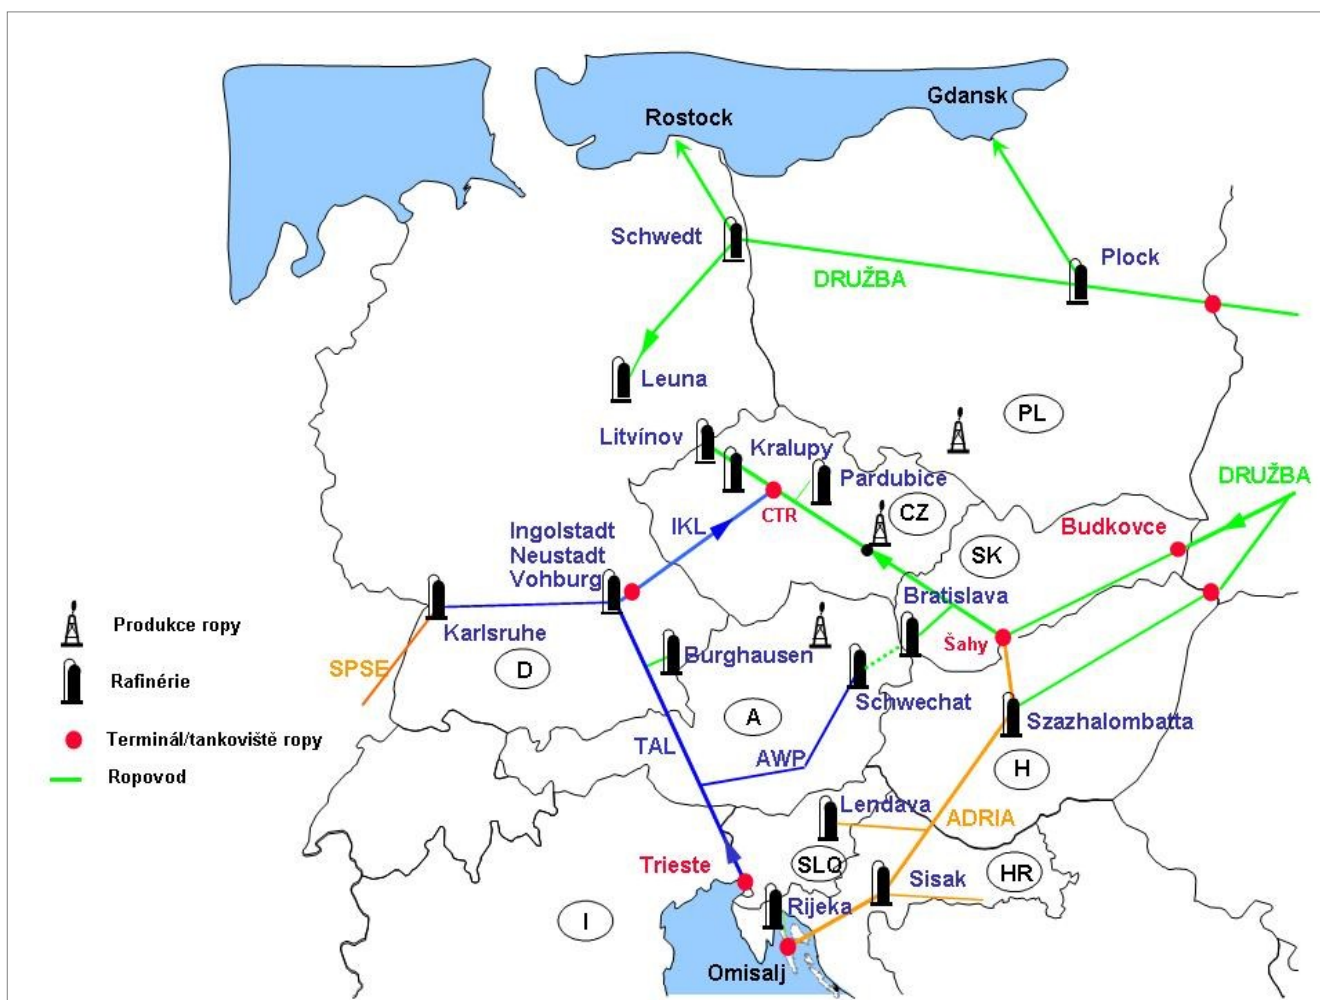 Gdansk
Rostock
Schwedt
Plock
DRUŽBA
Leuna
PL
Litvínov
Kralupy
Pardubice
DRUŽBA
CTR
CZ
IKL
Budkovce
Ingolstadt
Neustadt
Vohburg
SK
Bratislava
Karlsruhe
Šahy
Burghausen
SPSE
D
Schwechat
A
Szazhalombatta
TAL
AWP
H
Lendava
ADRIA
Trieste
SLO
Sisak
HR
Rijeka
I
Omisalj
Produkce ropy
Rafinérie
Terminál/tankoviště ropy
Ropovod